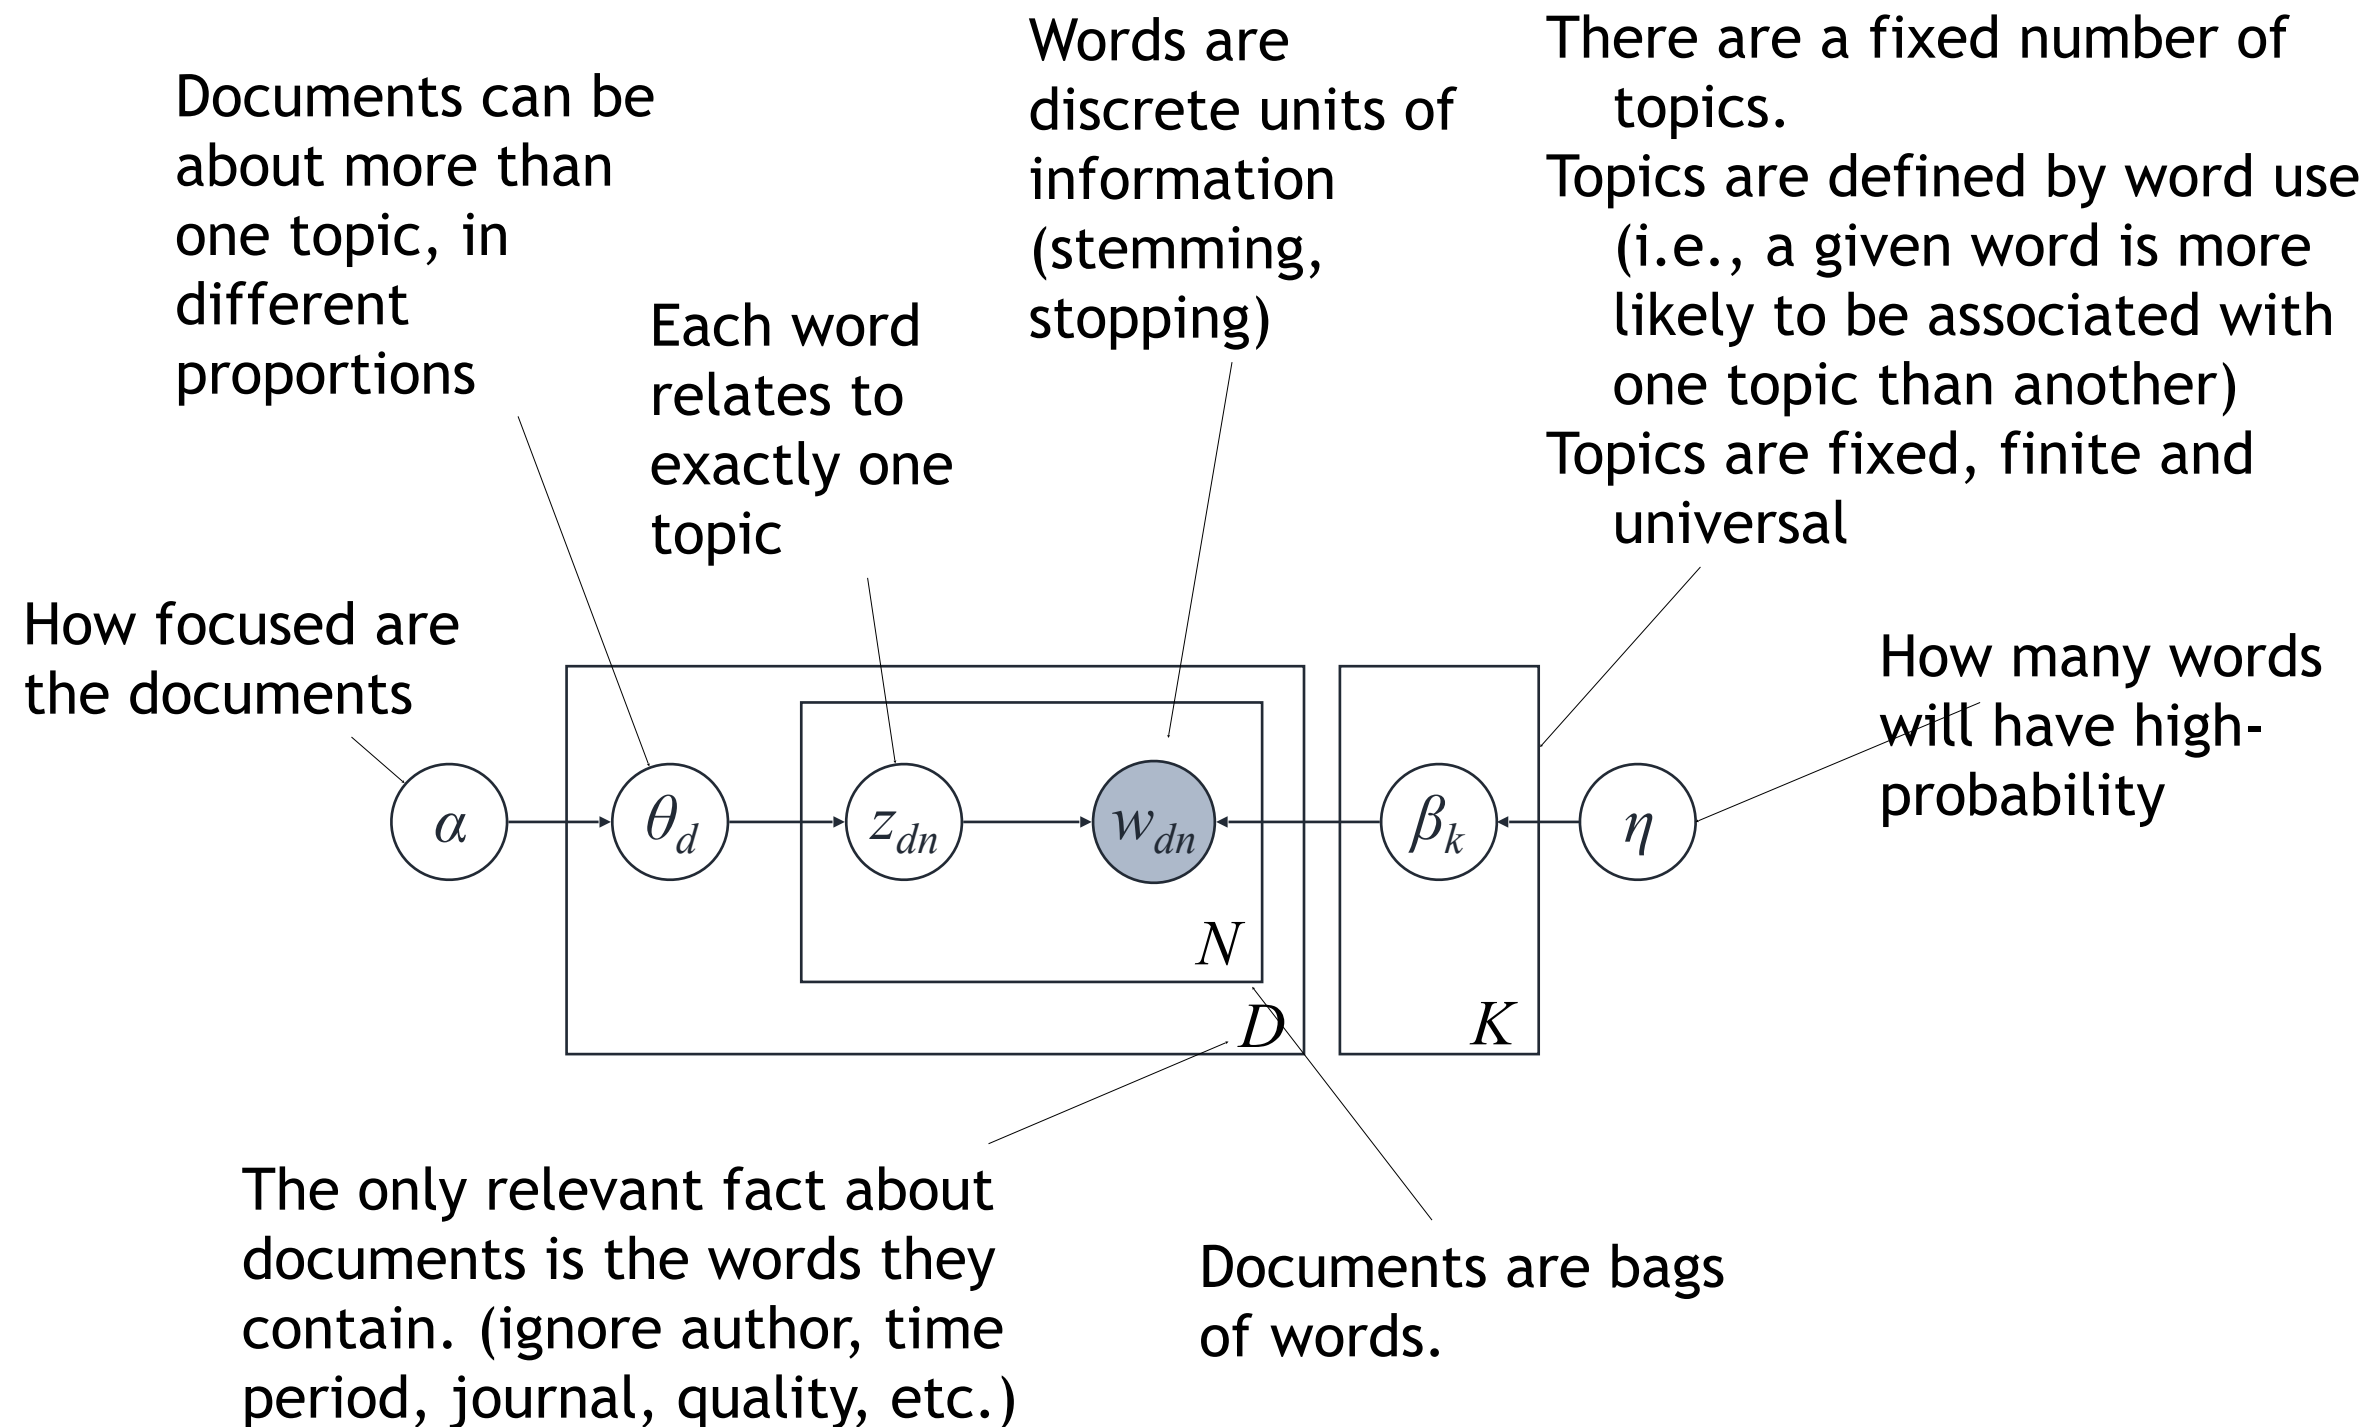 Documents can be
about more than
one topic, in
different
proportions
Each word
relates to
exactly one
topic
Words are
discrete units of
information
(stemming,
stopping)
There are a fixed number of
topics.
Topics are defined by word use
(i.e., a given word is more
likely to be associated with
one topic than another)
Topics are fixed, finite and
universal
How focused are
the documents
How many words
will have high-
probability
α
θd
zdn
wdn
βk
η
N
D
K
The only relevant fact about
documents is the words they
contain. (ignore author, time
period, journal, quality, etc.)
Documents are bags
of words.